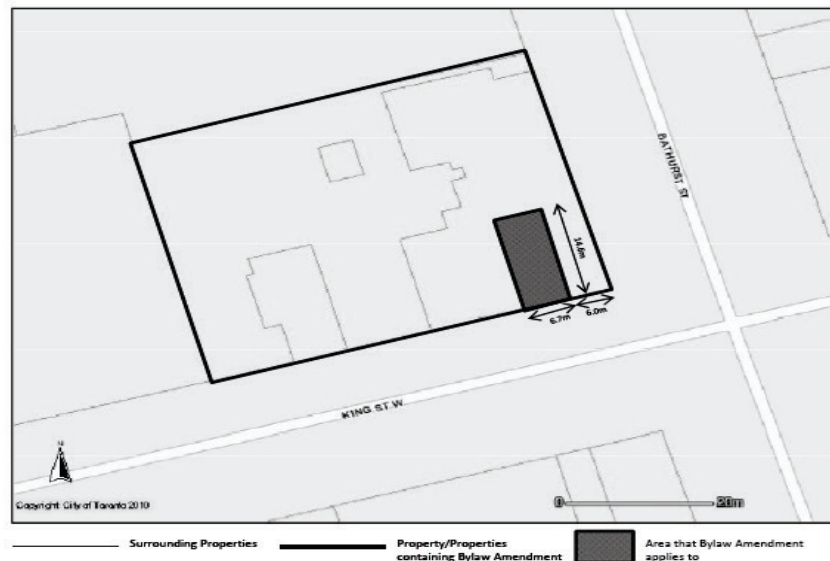 BATHURST ST
14.6m
6.7m
6.0m
KING ST W
N
Copyright: City of Toronto 2010
0 20m
Surrounding Properties
Property/Properties
containing Bylaw Amendment
Area that Bylaw Amendment
applies to